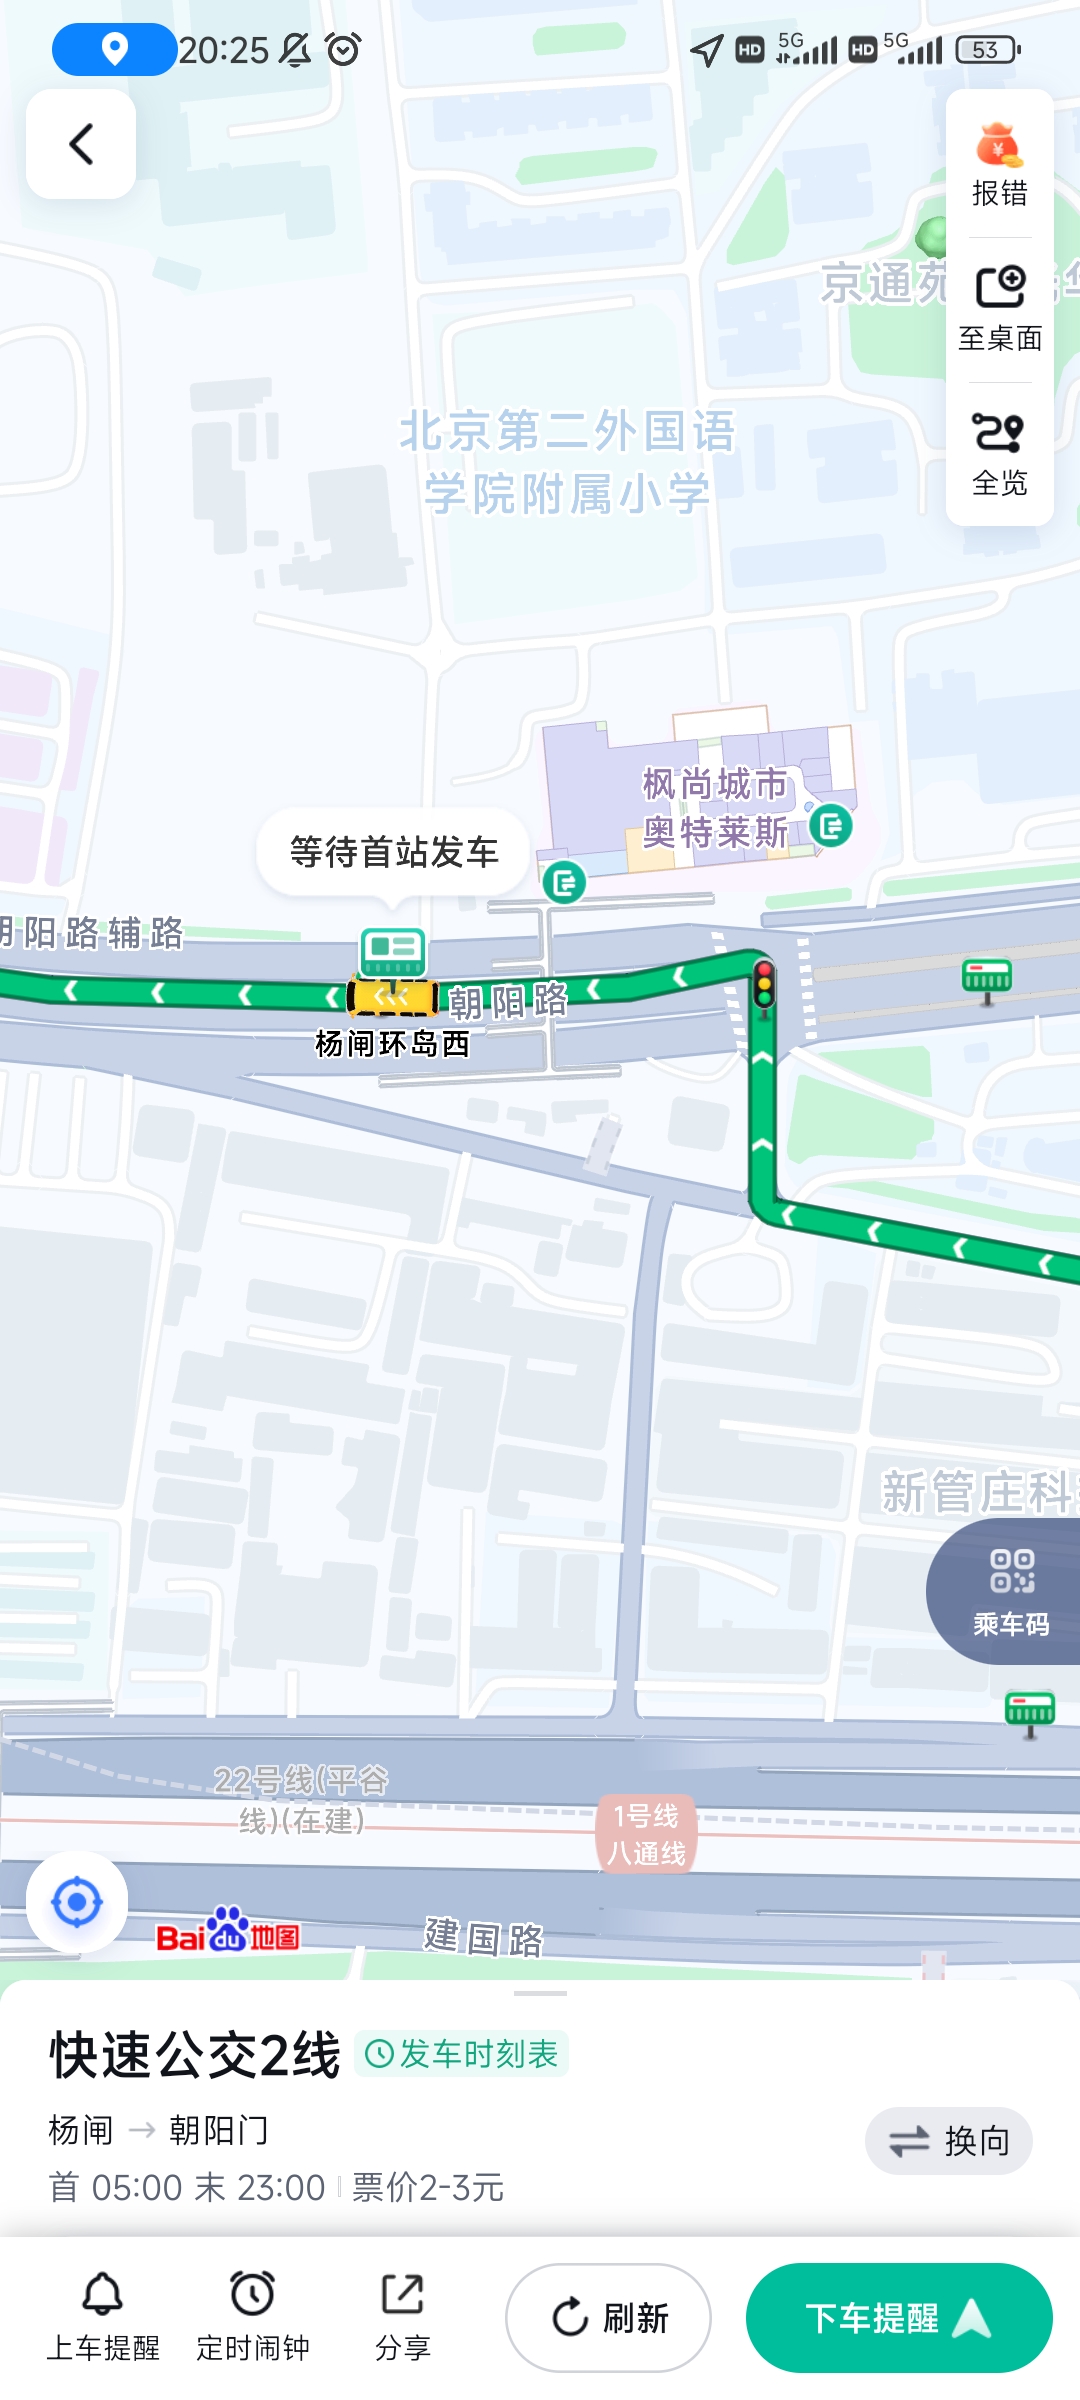 20:25
HD
5G
HD
5G
53
报错
至桌面
全览
京通苑
北京第二外国语
学院附属小学
枫尚城市
奥特莱斯
等待首站发车
朝阳路辅路
朝阳路
杨闸环岛西
新管庄科
乘车码
22号线(平谷
线)(在建)
1号线
八通线
Bai du 地图
建国路
快速公交2线
发车时刻表
杨闸 → 朝阳门
换向
首 05:00 末 23:00 | 票价2-3元
上车提醒
定时闹钟
分享
刷新
下车提醒